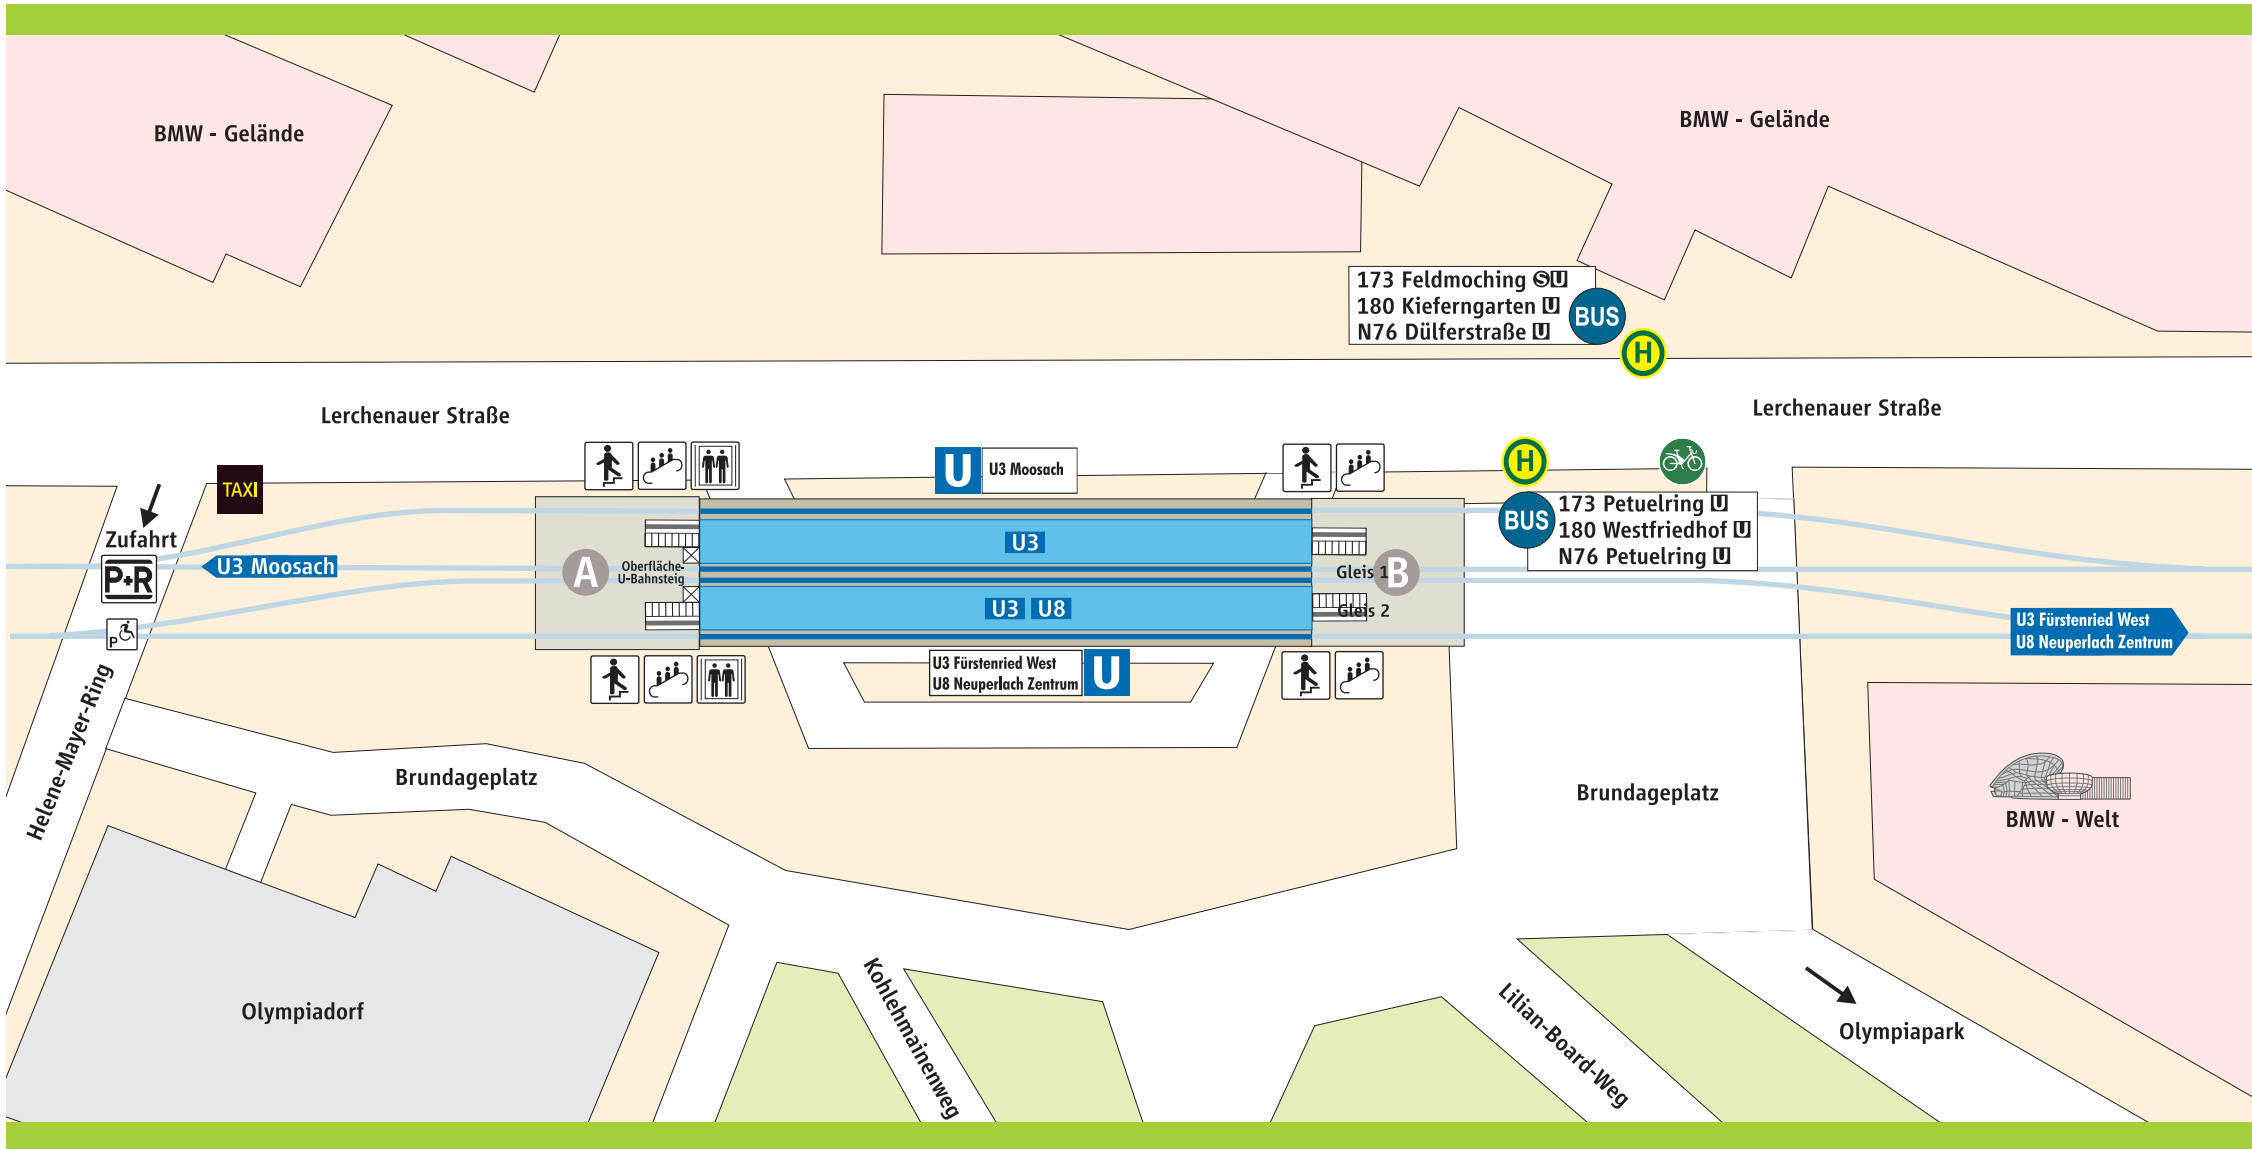 BMW - Gelände
BMW - Gelände
173 Feldmoching S U
180 Kieferngarten U
N76 Dülferstraße U
BUS
H
Lerchenauer Straße
Lerchenauer Straße
TAXI
U
U3 Moosach
H
BUS
173 Petuelring U
180 Westfriedhof U
N76 Petuelring U
Zufahrt
P+R
U3 Moosach
A
Oberfläche-
U-Bahnsteig
U3
U3 U8
Gleis 1
B
Gleis 2
P
U3 Fürstenried West
U8 Neuperlach Zentrum
U3 Fürstenried West
U8 Neuperlach Zentrum
U
Helene-Mayer-Ring
Brundageplatz
Brundageplatz
BMW - Welt
Olympiadorf
Kohlehmainenweg
Lilian-Board-Weg
Olympiapark